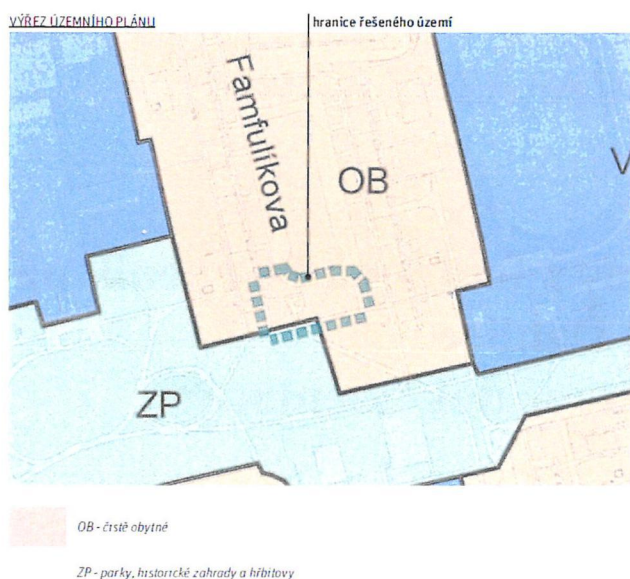 VÝŘEZ ÚZEMNÍHO PLÁNU
hranice řešeného území
Famfulíkova
OB
V
ZP
OB - čistě obytné
ZP - parky, historické zahrady a hřbitovy